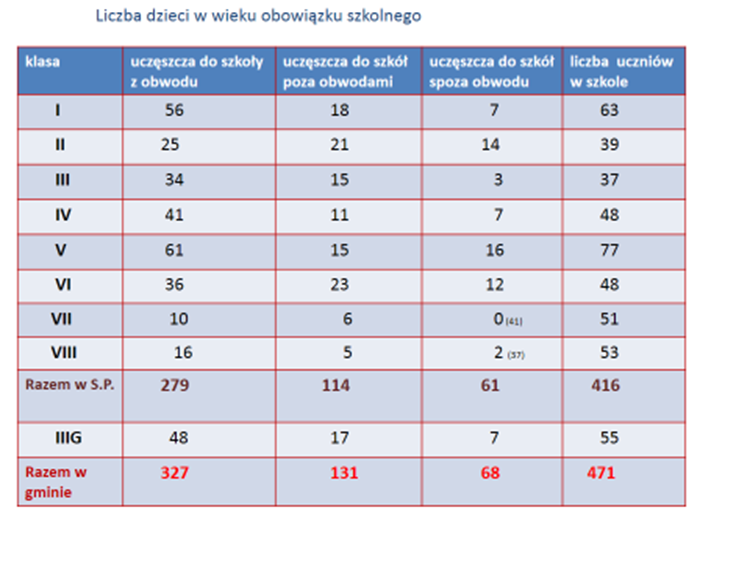 Liczba dzieci w wieku obowiązku szkolnego
klasa uczęszcza do szkoły z obwodu uczęszcza do szkół poza obwodami uczęszcza do szkół spoza obwodu liczba uczniów w szkole
I 56 18 7 63
II 25 21 14 39
III 34 15 3 37
IV 41 11 7 48
V 61 15 16 77
VI 36 23 12 48
VII 10 6 0 (41) 51
VIII 16 5 2 (37) 53
Razem w S.P. 279 114 61 416
IIIG 48 17 7 55
Razem w gminie 327 131 68 471